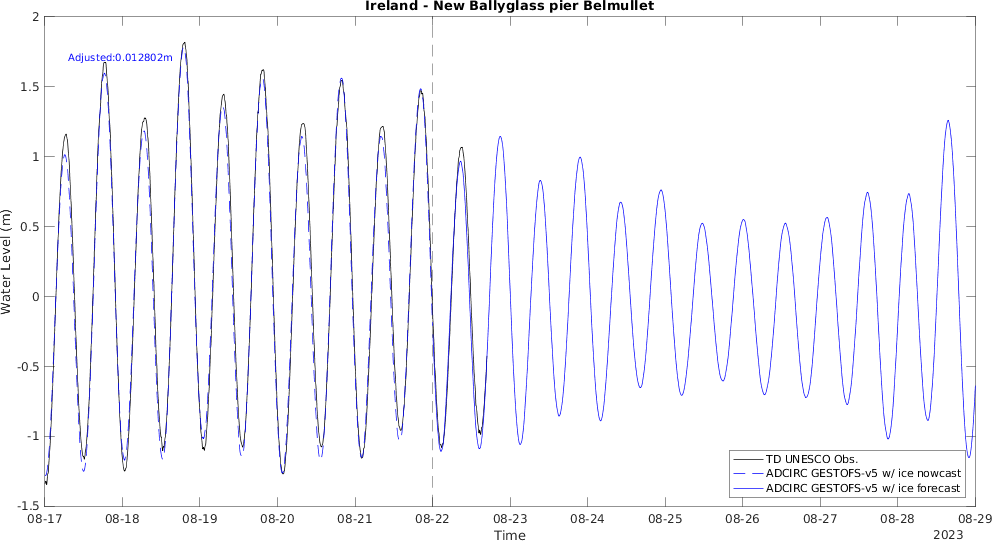 Ireland - New Ballyglass pier Belmullet
Adjusted:0.012802m
Water Level (m)
2
1.5
1
0.5
0
-0.5
-1
-1.5
TD UNESCO Obs.
ADCIRC GESTOFS-v5 w/ ice nowcast
ADCIRC GESTOFS-v5 w/ ice forecast
08-17 08-18 08-19 08-20 08-21 08-22 08-23 08-24 08-25 08-26 08-27 08-28 08-29
Time
2023